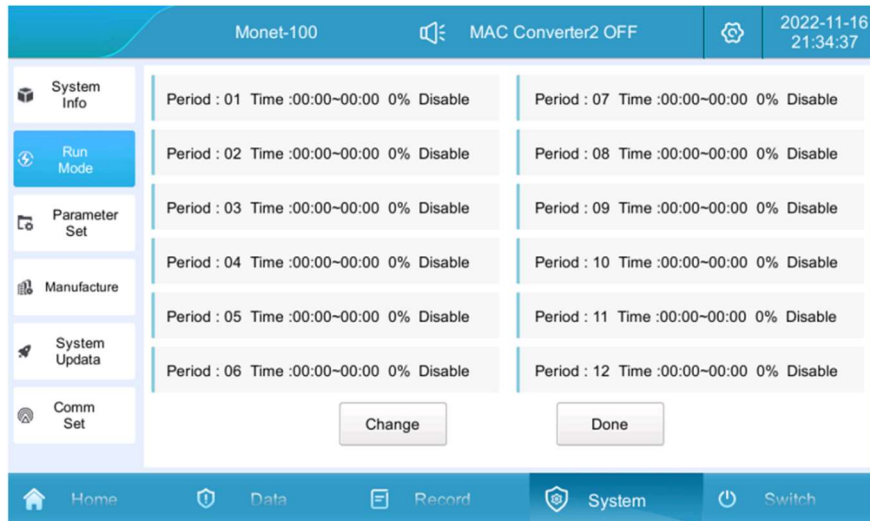 Monet-100
MAC Converter2 OFF
2022-11-16
21:34:37
System
Info
Run
Mode
Parameter
Set
Manufacture
System
Updata
Comm
Set
Period : 01 Time :00:00~00:00 0% Disable
Period : 02 Time :00:00~00:00 0% Disable
Period : 03 Time :00:00~00:00 0% Disable
Period : 04 Time :00:00~00:00 0% Disable
Period : 05 Time :00:00~00:00 0% Disable
Period : 06 Time :00:00~00:00 0% Disable
Period : 07 Time :00:00~00:00 0% Disable
Period : 08 Time :00:00~00:00 0% Disable
Period : 09 Time :00:00~00:00 0% Disable
Period : 10 Time :00:00~00:00 0% Disable
Period : 11 Time :00:00~00:00 0% Disable
Period : 12 Time :00:00~00:00 0% Disable
Change
Done
Home
Data
Record
System
Switch